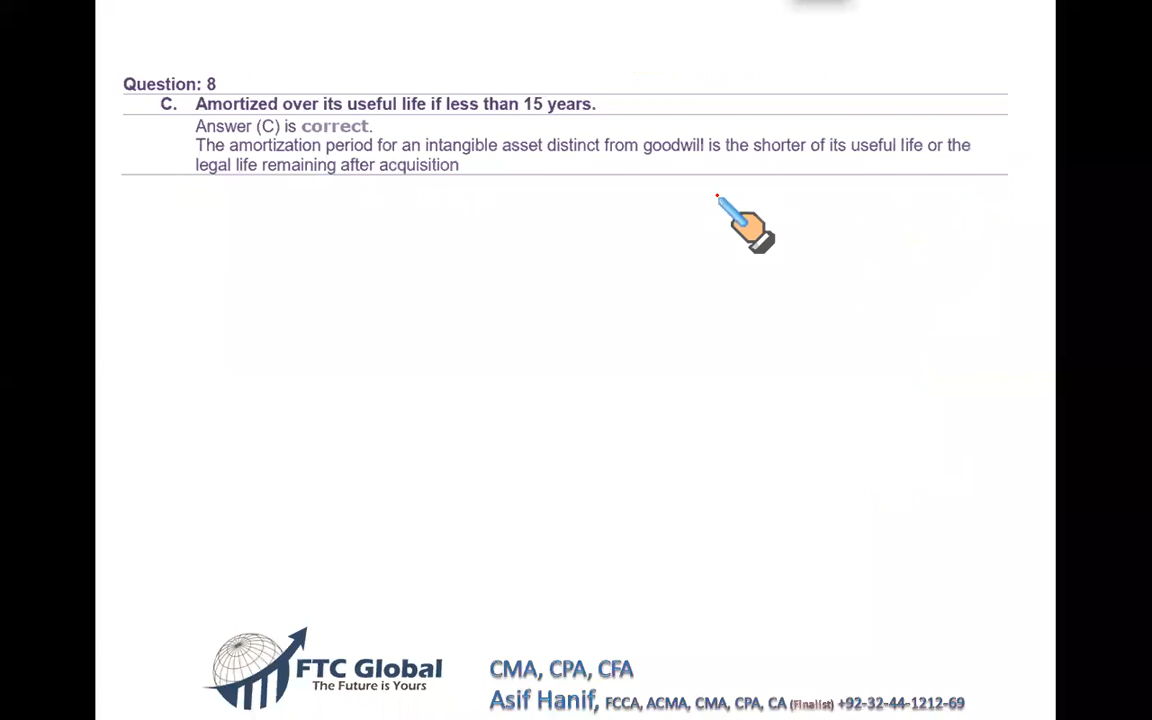 Question: 8
C. Amortized over its useful life if less than 15 years.
Answer (C) is correct.
The amortization period for an intangible asset distinct from goodwill is the shorter of its useful life or the
legal life remaining after acquisition
FTC Global
The Future is Yours
CMA, CPA, CFA
Asif Hanif, FCCA, ACMA, CMA, CPA, CA (Finalist) +92-32-44-1212-69